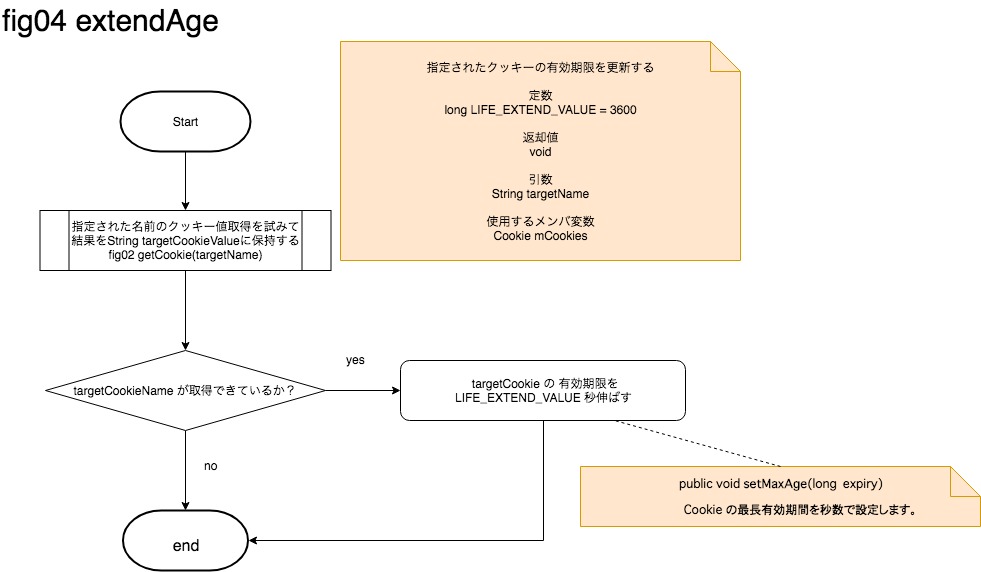 fig04 extendAge
指定されたクッキーの有効期限を更新する
定数
long LIFE_EXTEND_VALUE = 3600
返却値
void
引数
String targetName
使用するメンバ変数
Cookie mCookies
Start
指定された名前のクッキー値取得を試みて
結果をString targetCookieValueに保持する
fig02 getCookie(targetName)
targetCookieName が取得できているか？
yes
targetCookie の 有効期限を
LIFE_EXTEND_VALUE 秒伸ばす
no
public void setMaxAge(long expiry)
Cookie の最長有効期間を秒数で設定します。
end